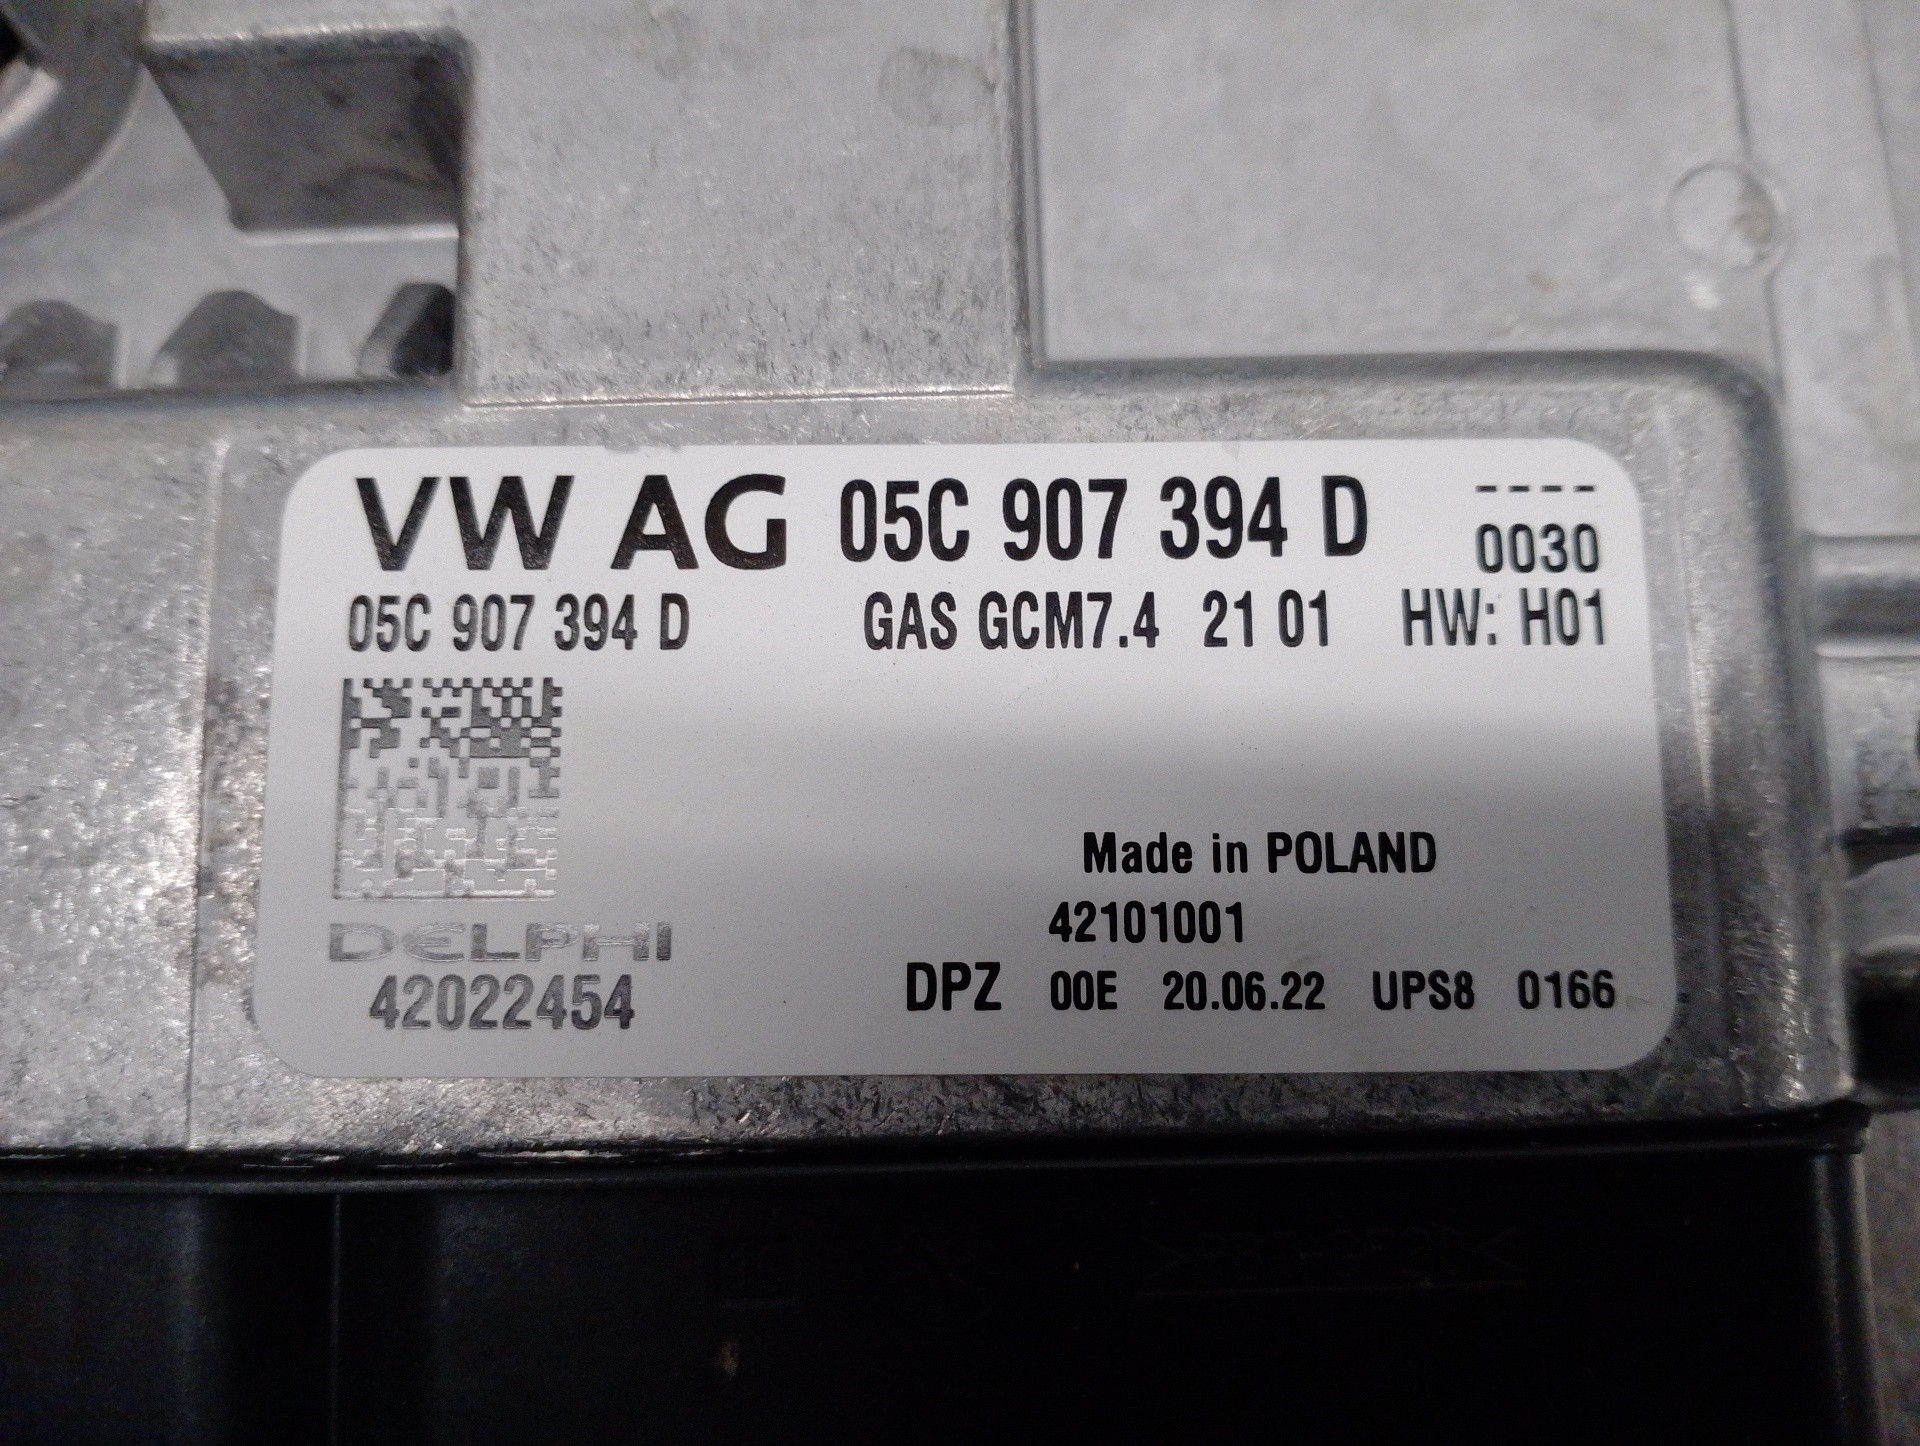 VW AG 05C 907 394 D ----
0030
05C 907 394 D GAS GCM7.4 21 01 HW: H01
Made in POLAND
DELPHI 42101001
42022454 DPZ 00E 20.06.22 UPS8 0166